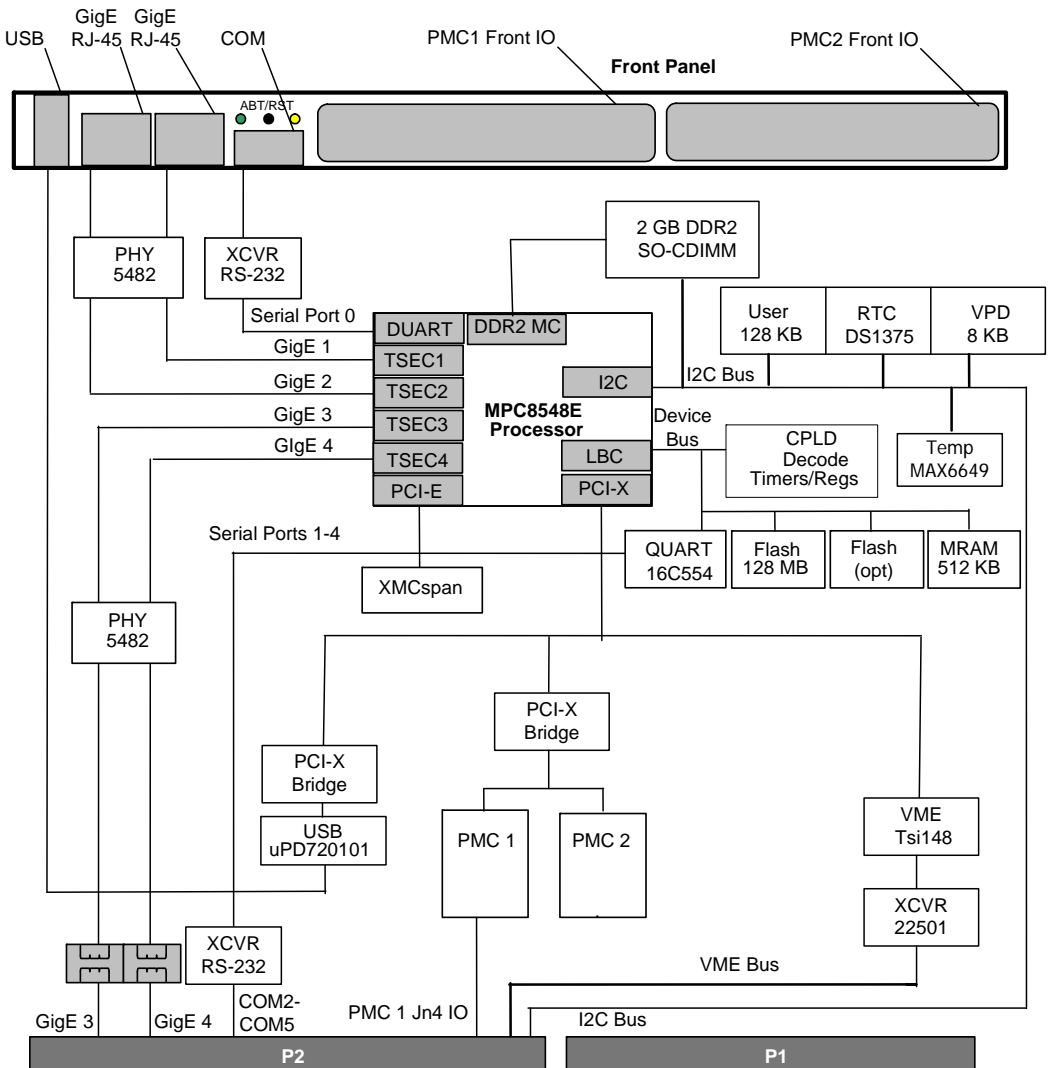 GigE
RJ-45
GigE
RJ-45
USB
COM
PMC1 Front IO
PMC2 Front IO
Front Panel
ABT/RST
PHY
5482
XCVR
RS-232
2 GB DDR2
SO-CDIMM
User
128 KB
RTC
DS1375
VPD
8 KB
Serial Port 0
GigE 1
GigE 2
GigE 3
GIgE 4
DUART
DDR2 MC
TSEC1
TSEC2
TSEC3
TSEC4
PCI-E
I2C
MPC8548E
Processor
LBC
PCI-X
I2C Bus
Device
Bus
CPLD
Decode
Timers/Regs
Temp
MAX6649
Serial Ports 1-4
XMCspan
QUART
16C554
Flash
128 MB
Flash
(opt)
MRAM
512 KB
PHY
5482
PCI-X
Bridge
PCI-X
Bridge
USB
uPD720101
PMC 1
PMC 2
VME
Tsi148
XCVR
22501
XCVR
RS-232
VME Bus
GigE 3
GigE 4
COM2-
COM5
PMC 1 Jn4 IO
I2C Bus
P2
P1